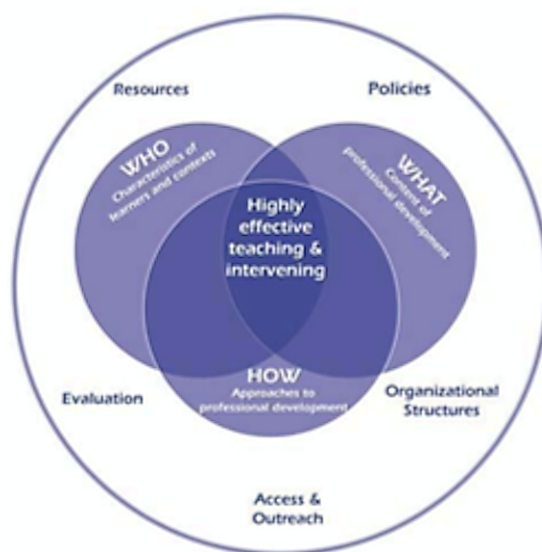 Resources
Policies
WHO
Characteristics of
learners and contexts
WHAT
Content of
professional development
Highly
effective
teaching &
intervening
HOW
Approaches to
professional development
Evaluation
Organizational
Structures
Access &
Outreach